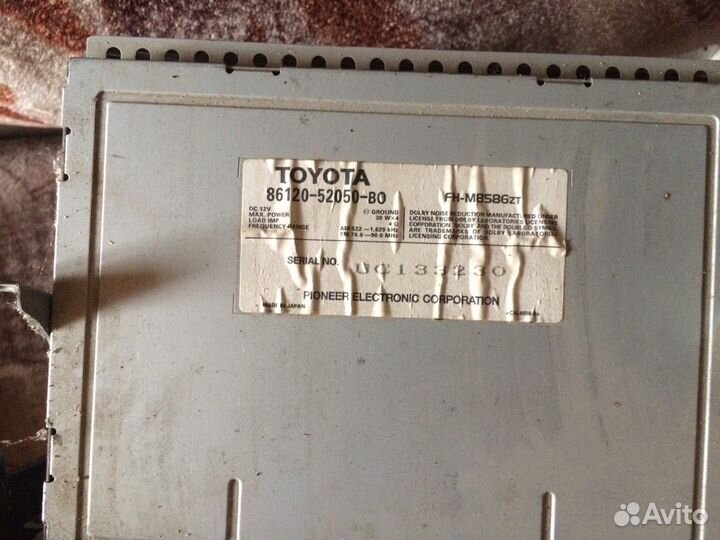 TOYOTA
86120-52050-B0
FH-M8586ZT
DC 12V
MAX. POWER
LOAD IMP.
FREQUENCY RANGE
⊖ GROUND
30 W×4
4 Ω
AM:522 – 1,629 kHz
FM:76.0 – 90.0 MHz
DOLBY NOISE REDUCTION MANUFACTURED UNDER
LICENSE FROM DOLBY LABORATORIES LICENSING
CORPORATION. DOLBY AND THE DOUBLE-D SYMBOL
ARE TRADEMARKS OF DOLBY LABORATORIES
LICENSING CORPORATION.
SERIAL NO. UC133230
PIONEER ELECTRONIC CORPORATION
MADE IN JAPAN
Avito